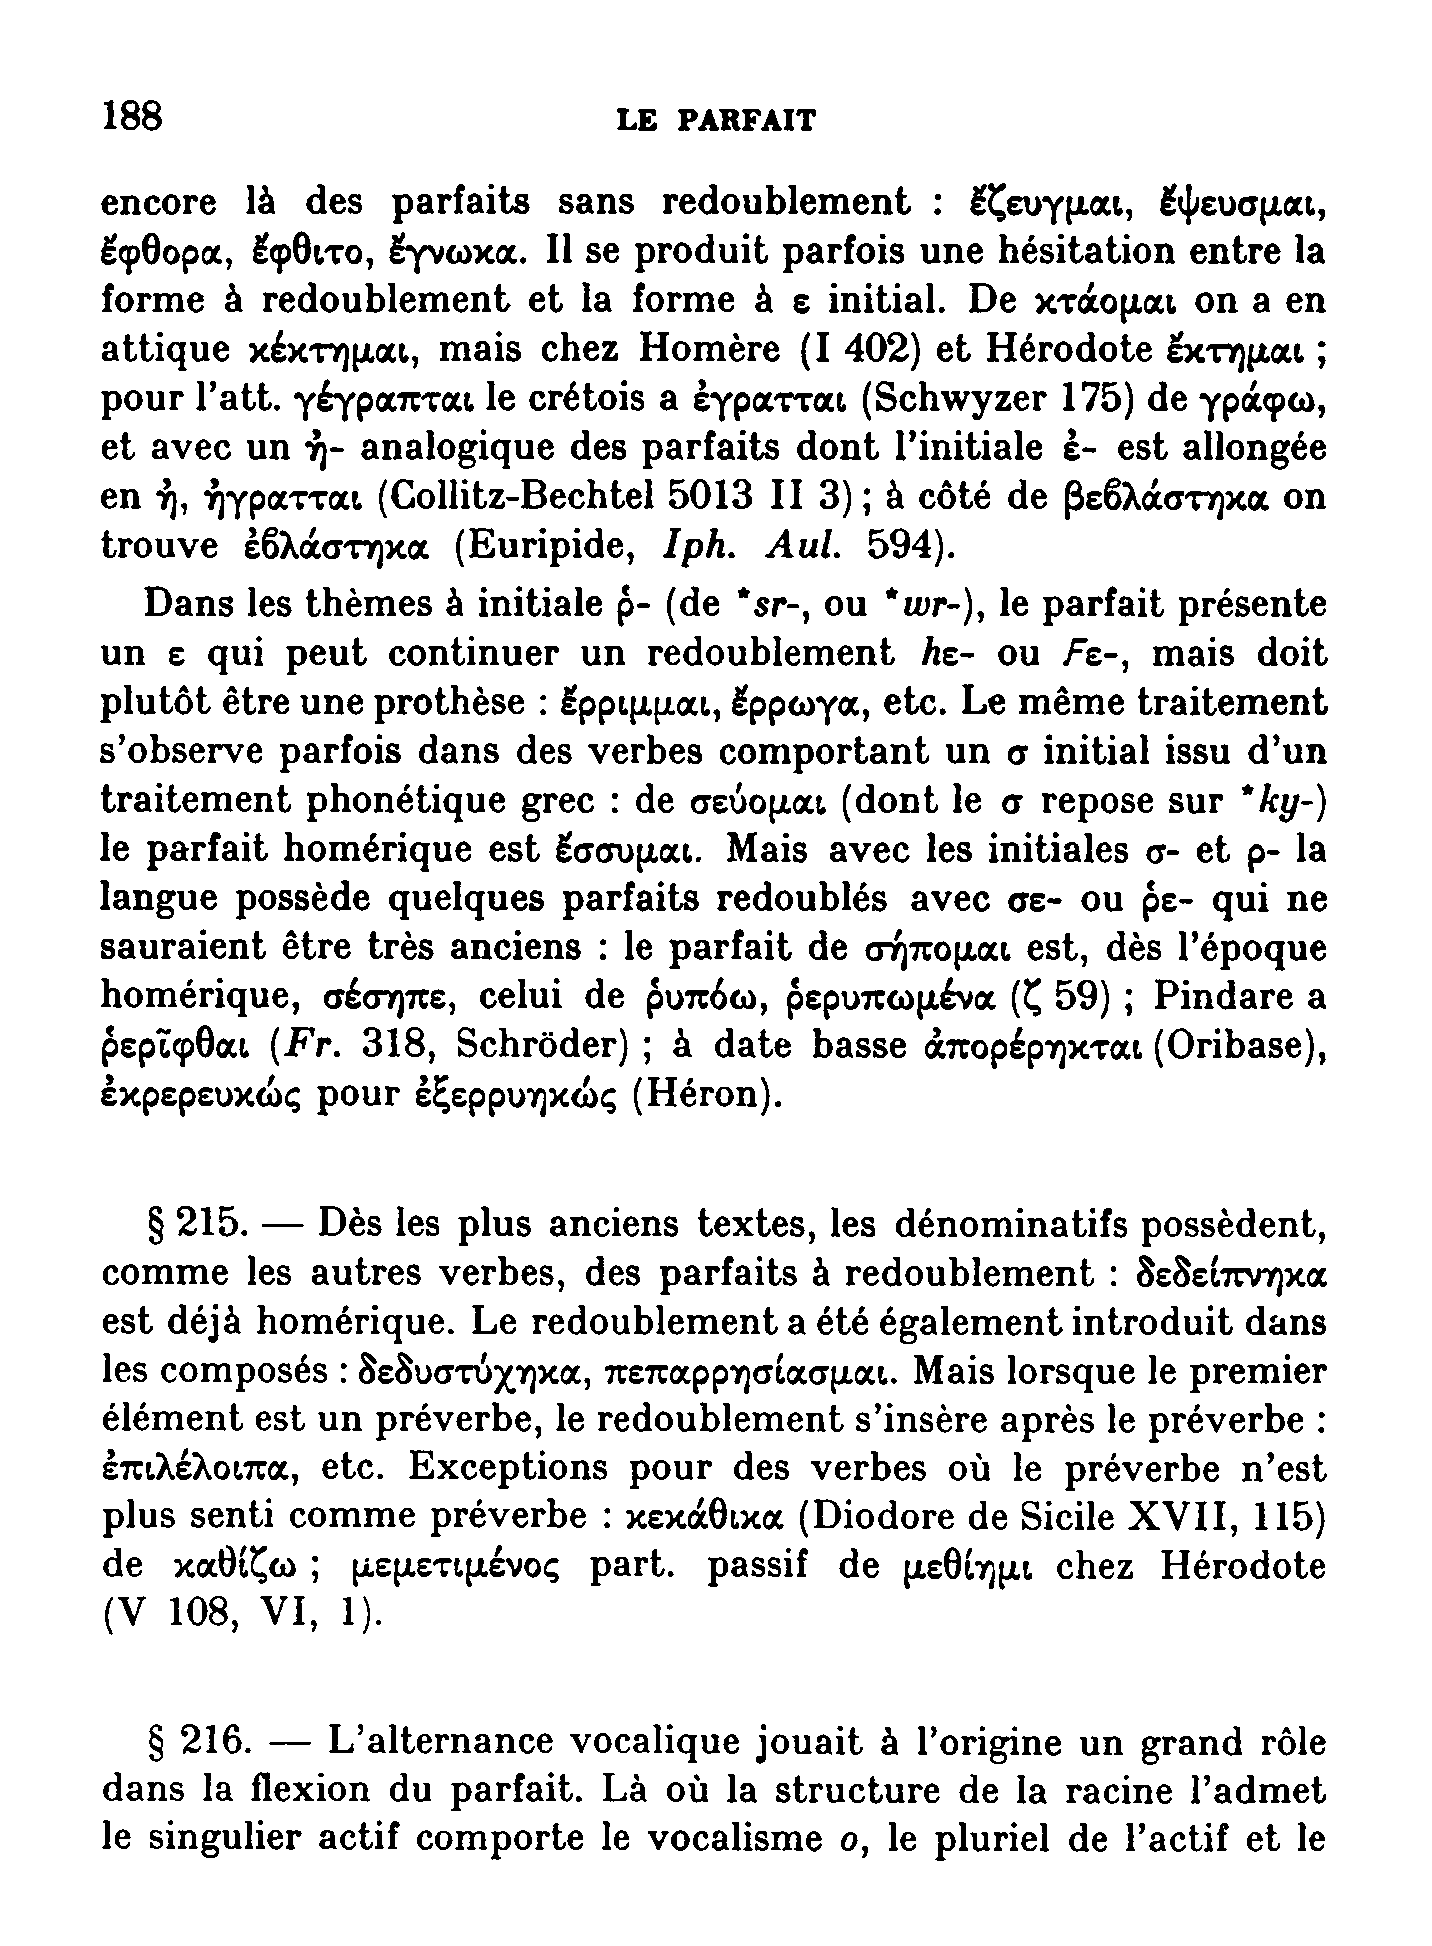 188 LE PARFAIT
encore là des parfaits sans redoublement : ἔζευγμαι, ἔψευσμαι,
ἔφθορα, ἔφθιτο, ἔγνωκα. Il se produit parfois une hésitation entre la
forme à redoublement et la forme à ε initial. De κτάομαι on a en
attique κέκτημαι, mais chez Homère (I 402) et Hérodote ἔκτημαι ;
pour l'att. γέγραπται le crétois a ἐγρατται (Schwyzer 175) de γράφω,
et avec un ἠ- analogique des parfaits dont l'initiale ἐ- est allongée
en ἠ, ἠγρατται (Collitz-Bechtel 5013 II 3) ; à côté de βεϐλάστηκα on
trouve ἐϐλάστηκα (Euripide, Iph. Aul. 594).
Dans les thèmes à initiale ῥ- (de *sr-, ou *wr-), le parfait présente
un ε qui peut continuer un redoublement hε- ou Ϝε-, mais doit
plutôt être une prothèse : ἔρριμμαι, ἔρρωγα, etc. Le même traitement
s'observe parfois dans des verbes comportant un σ initial issu d'un
traitement phonétique grec : de σεύομαι (dont le σ repose sur *ky-)
le parfait homérique est ἔσσυμαι. Mais avec les initiales σ- et ρ- la
langue possède quelques parfaits redoublés avec σε- ou ῥε- qui ne
sauraient être très anciens : le parfait de σήπομαι est, dès l'époque
homérique, σέσηπε, celui de ῥυπόω, ῥερυπωμένα (ζ 59) ; Pindare a
ῥερῖφθαι (Fr. 318, Schröder) ; à date basse ἀπορέρηκται (Oribase),
ἐκρερευκώς pour ἐξερρυηκώς (Héron).
§ 215. — Dès les plus anciens textes, les dénominatifs possèdent,
comme les autres verbes, des parfaits à redoublement : δεδείπνηκα
est déjà homérique. Le redoublement a été également introduit dans
les composés : δεδυστύχηκα, πεπαρρησίασμαι. Mais lorsque le premier
élément est un préverbe, le redoublement s'insère après le préverbe :
ἐπιλέλοιπα, etc. Exceptions pour des verbes où le préverbe n'est
plus senti comme préverbe : κεκάθικα (Diodore de Sicile XVII, 115)
de καθίζω ; μεμετιμένος part. passif de μεθίημι chez Hérodote
(V 108, VI, 1).
§ 216. — L'alternance vocalique jouait à l'origine un grand rôle
dans la flexion du parfait. Là où la structure de la racine l'admet
le singulier actif comporte le vocalisme o, le pluriel de l'actif et le